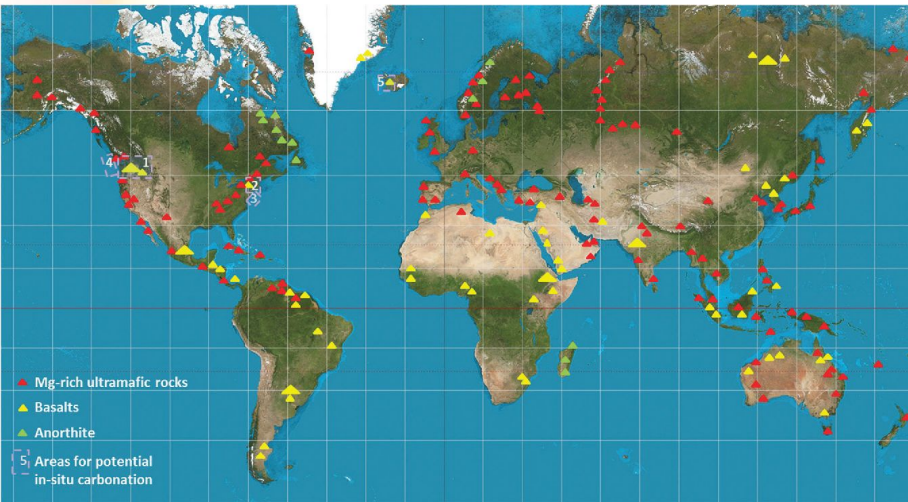 5
4
1
2
3
Mg-rich ultramafic rocks
Basalts
Anorthite
5 Areas for potential
in-situ carbonation